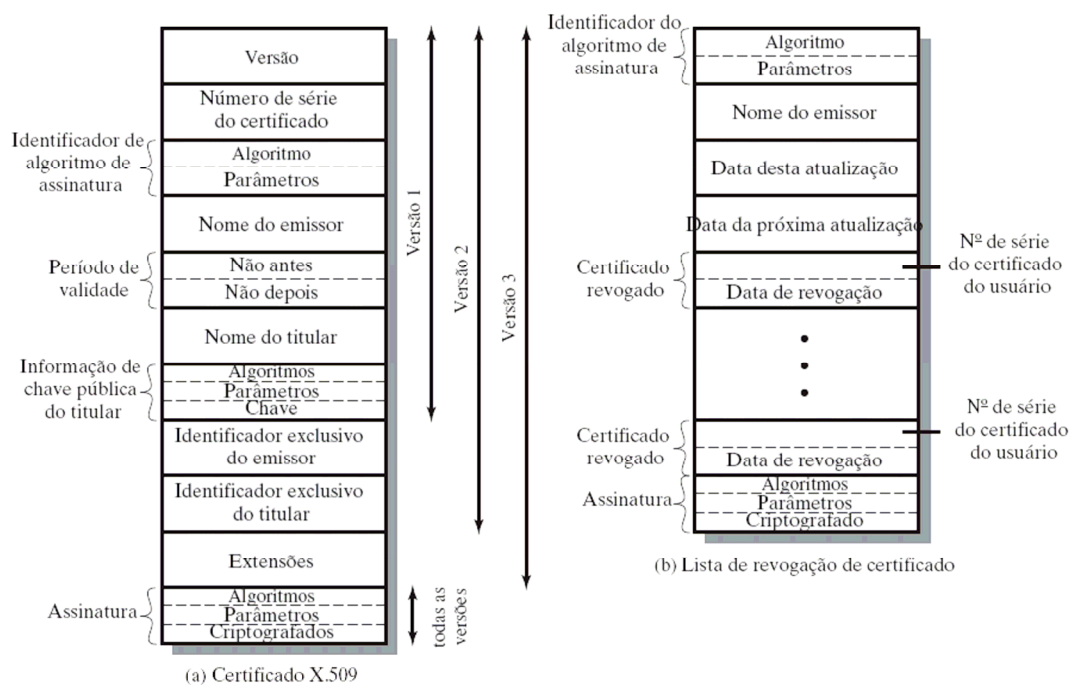 Versão
Número de série
do certificado
Identificador de
algoritmo de
assinatura
Algoritmo
Parâmetros
Nome do emissor
Período de
validade
Não antes
Não depois
Nome do titular
Informação de
chave pública
do titular
Algoritmos
Parâmetros
Chave
Identificador exclusivo
do emissor
Identificador exclusivo
do titular
Extensões
Assinatura
Algoritmos
Parâmetros
Criptografados
Versão 1
Versão 2
Versão 3
todas as
versões
(a) Certificado X.509
Identificador do
algoritmo de
assinatura
Algoritmo
Parâmetros
Nome do emissor
Data desta atualização
Data da próxima atualização
Certificado
revogado
Nº de série
do certificado
do usuário
Data de revogação
Certificado
revogado
Nº de série
do certificado
do usuário
Data de revogação
Assinatura
Algoritmos
Parâmetros
Criptografado
(b) Lista de revogação de certificado